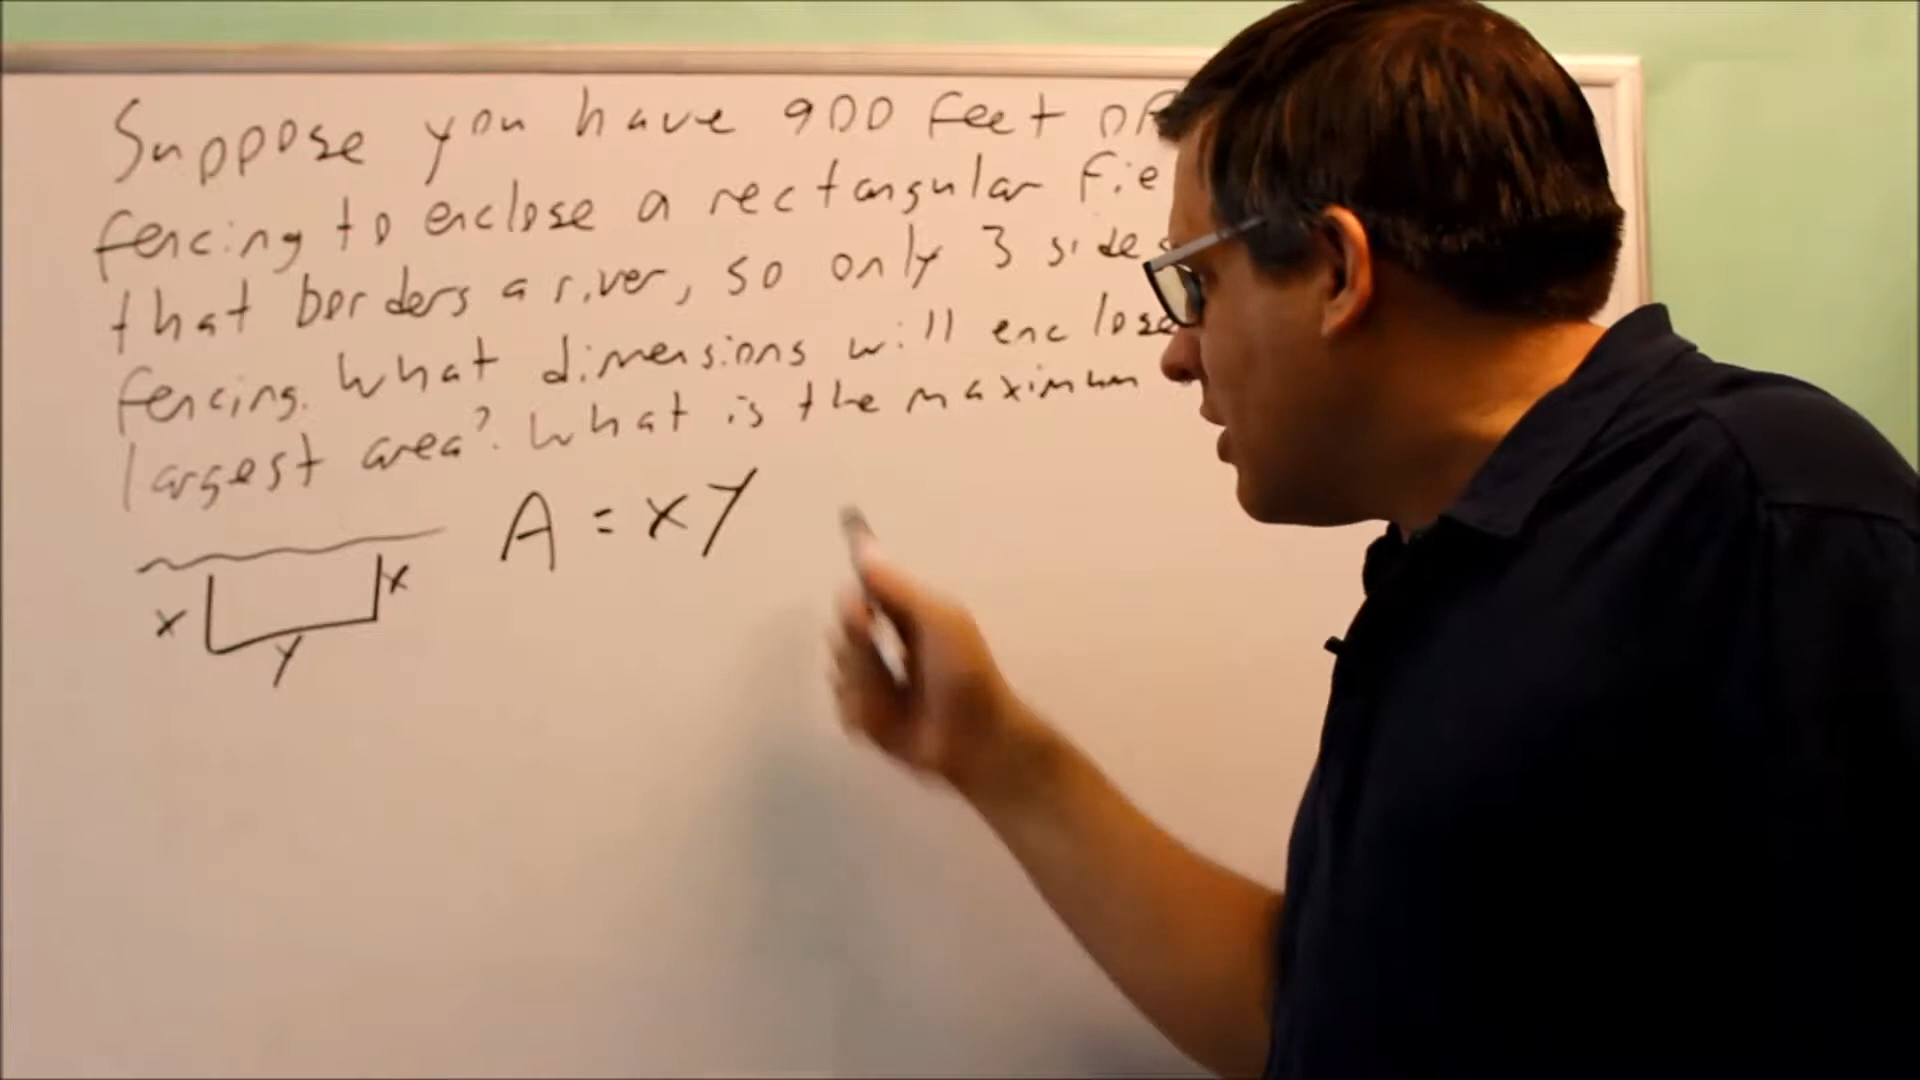 Suppose you have 900 feet of
fencing to enclose a rectangular fie
that borders a river, so only 3 sides
fencing. What dimensions will enclose
largest area? What is the maximum
A = xy
x
x
y